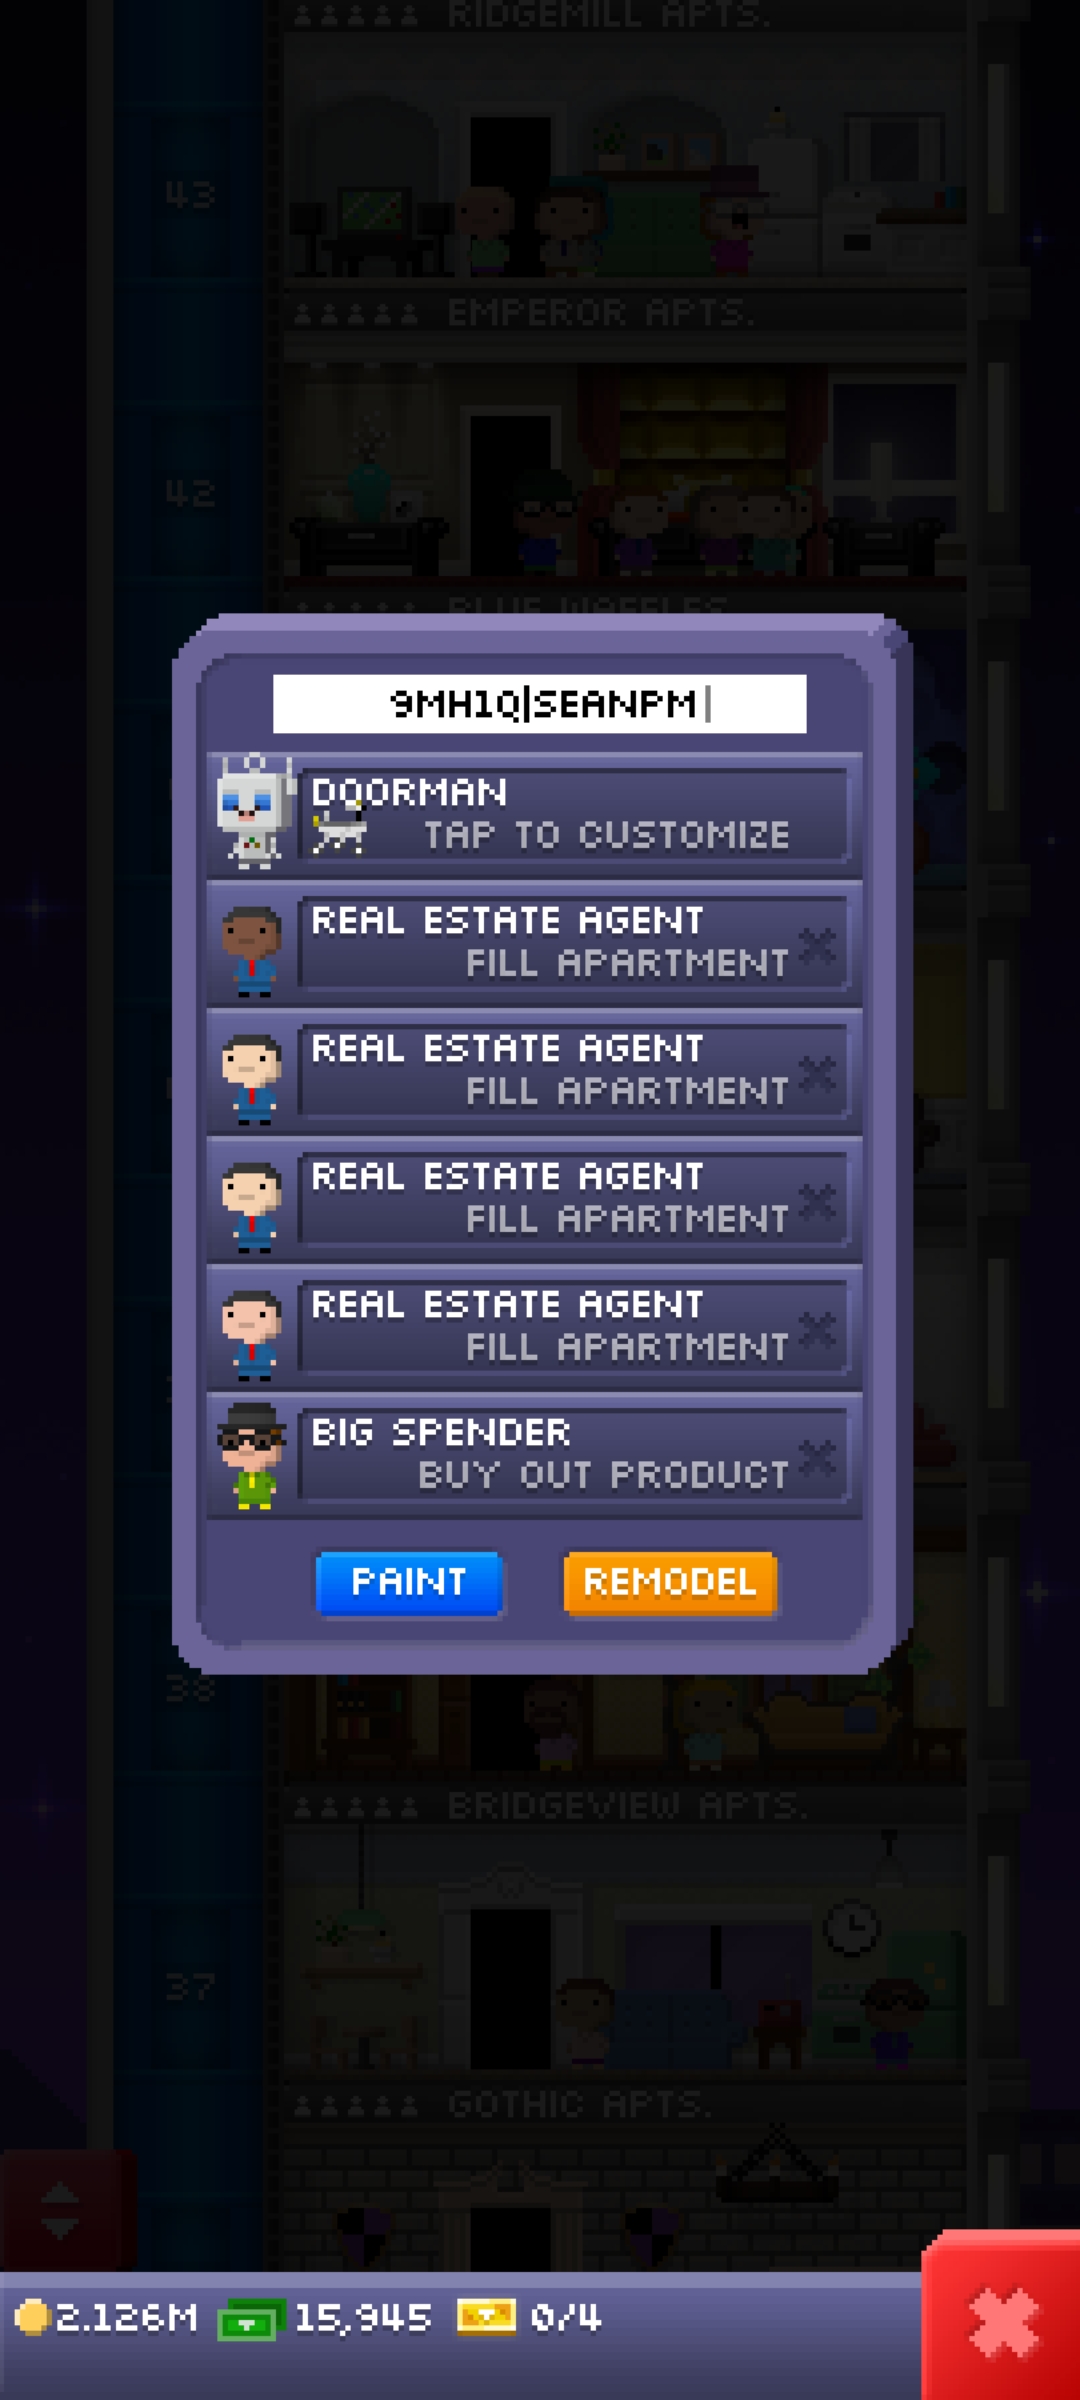 RIDGEMILL APTS.
43
EMPEROR APTS.
42
BLUE WAFFLES
9MH1Q|SEANPM
DOORMAN
TAP TO CUSTOMIZE
REAL ESTATE AGENT
FILL APARTMENT
REAL ESTATE AGENT
FILL APARTMENT
REAL ESTATE AGENT
FILL APARTMENT
REAL ESTATE AGENT
FILL APARTMENT
BIG SPENDER
BUY OUT PRODUCT
PAINT REMODEL
38
BRIDGEVIEW APTS.
37
GOTHIC APTS.
2.126M 15,945 0/4